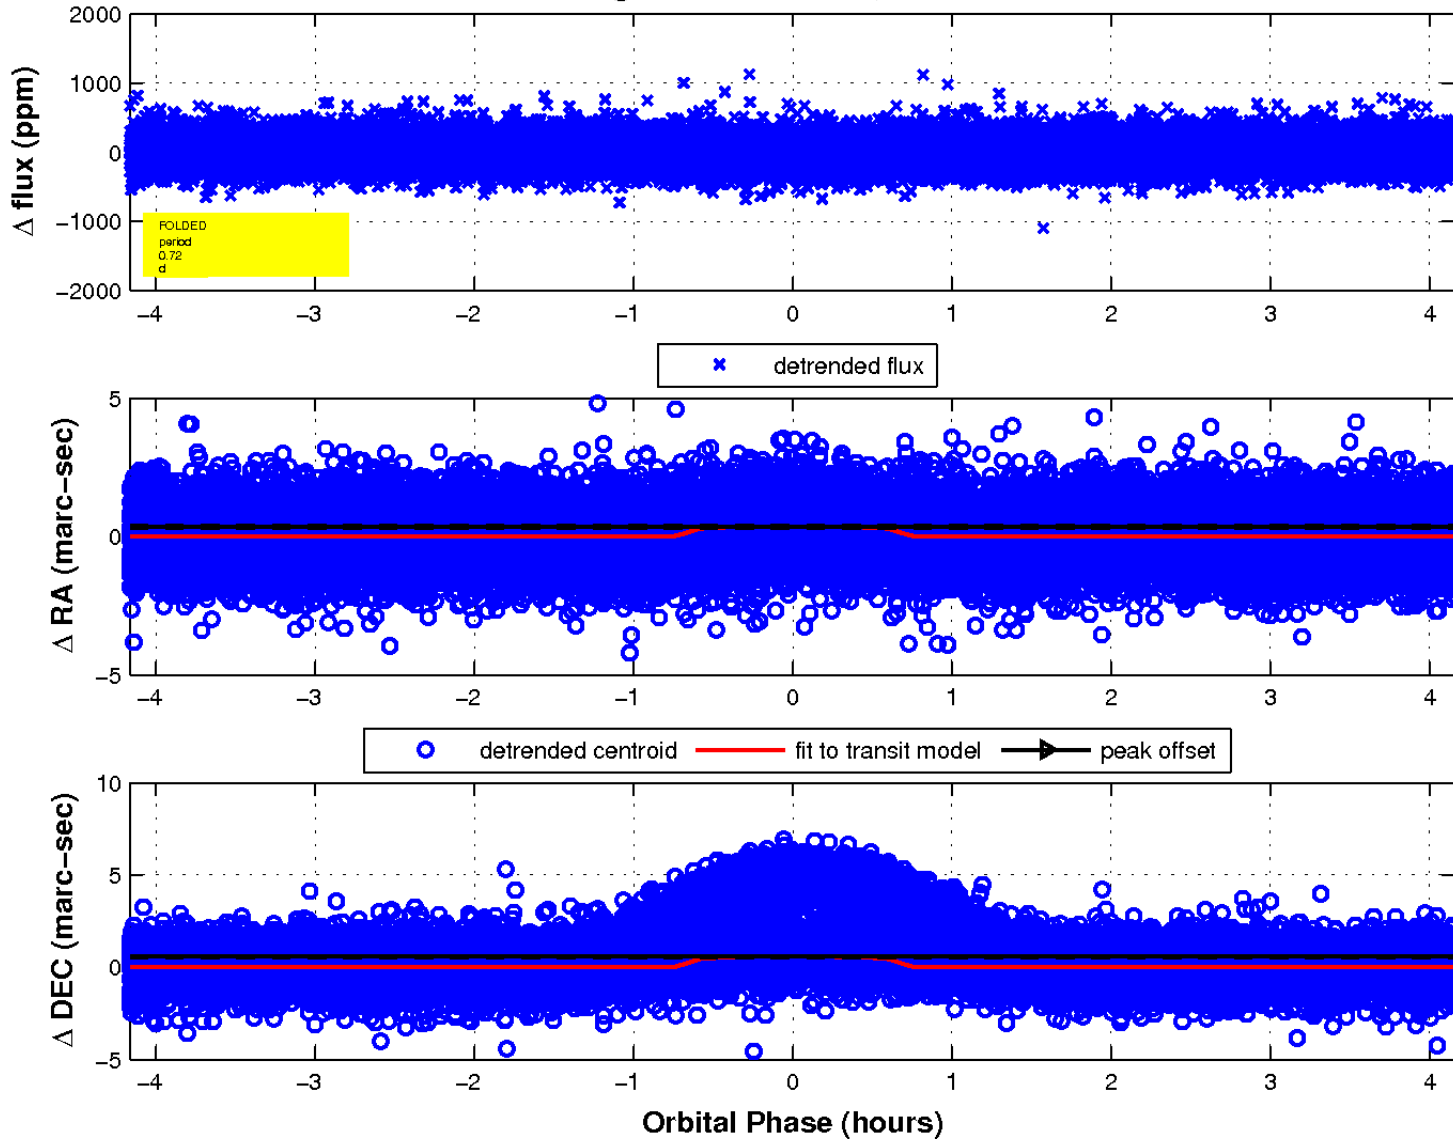 2000
1000
0
−1000
−2000
Δ flux (ppm)
FOLDED
period
0.72
d
−4 −3 −2 −1 0 1 2 3 4
detrended flux
5
0
−5
Δ RA (marc−sec)
−4 −3 −2 −1 0 1 2 3 4
detrended centroid fit to transit model peak offset
10
5
0
−5
Δ DEC (marc−sec)
−4 −3 −2 −1 0 1 2 3 4
Orbital Phase (hours)